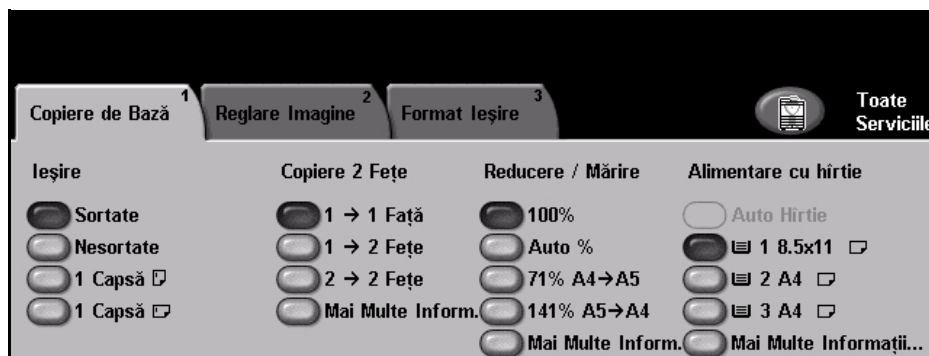 Copiere de Bază 1
Reglare Imagine 2
Format Ieşire 3
Toate
Serviciile
Ieşire
Sortate
Nesortate
1 Capsă
1 Capsă
Copiere 2 Feţe
1 → 1 Faţă
1 → 2 Feţe
2 → 2 Feţe
Mai Multe Inform.
Reducere / Mărire
100%
Auto %
71% A4→A5
141% A5→A4
Mai Multe Inform.
Alimentare cu hîrtie
Auto Hîrtie
1 8.5x11
2 A4
3 A4
Mai Multe Informaţii...